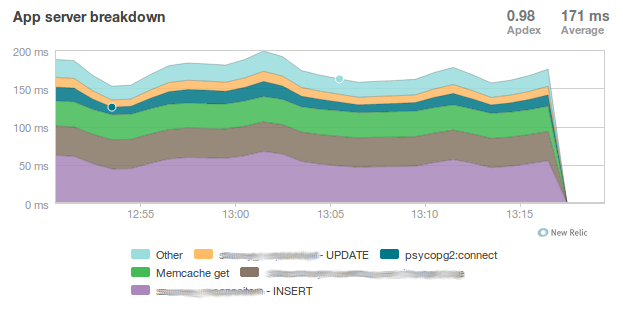 App server breakdown
0.98 171 ms
Apdex Average
200 ms
150 ms
100 ms
50 ms
0 ms
12:55 13:00 13:05 13:10 13:15
New Relic
Other - UPDATE psycopg2:connect
Memcache get
- INSERT